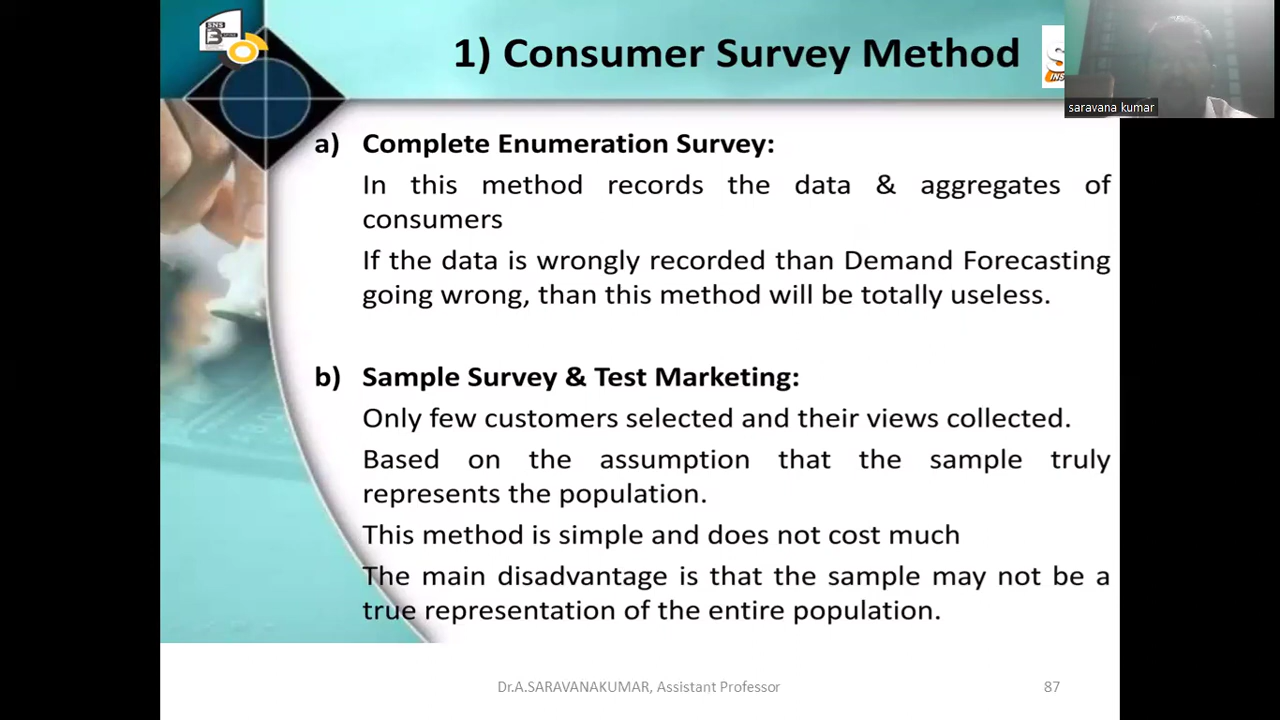 SNS
1) Consumer Survey Method
INS
saravana kumar
a) Complete Enumeration Survey:
In this method records the data & aggregates of
consumers
If the data is wrongly recorded than Demand Forecasting
going wrong, than this method will be totally useless.
b) Sample Survey & Test Marketing:
Only few customers selected and their views collected.
Based on the assumption that the sample truly
represents the population.
This method is simple and does not cost much
The main disadvantage is that the sample may not be a
true representation of the entire population.
Dr.A.SARAVANAKUMAR, Assistant Professor
87